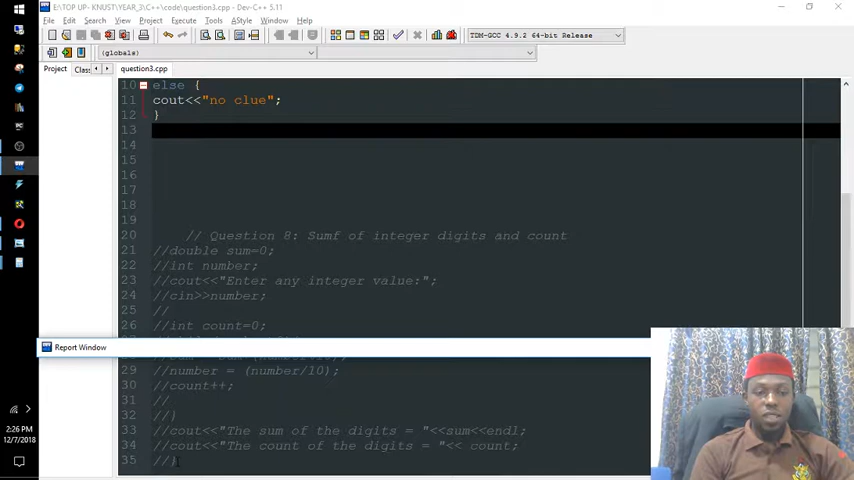 E:\TOP UP- KNUST\YEAR_3\C++\code\question3.cpp - Dev-C++ 5.11
File Edit Search View Project Execute Tools AStyle Window Help
TDM-GCC 4.9.2 64-bit Release
(globals)
Project Class question3.cpp
10 else {
11 cout<<"no clue";
12 }
13
14
15
16
17
18
19
20 // Question 8: Sumf of integer digits and count
21 //double sum=0;
22 //int number;
23 //cout<<"Enter any integer value:";
24 //cin>>number;
25 //
26 //int count=0;
Report Window
29 //number = (number/10);
30 //count++;
31 //
32 //}
33 //cout<<"The sum of the digits = "<<sum<<endl;
34 //cout<<"The count of the digits = "<< count;
35 //}
2:26 PM
12/7/2018